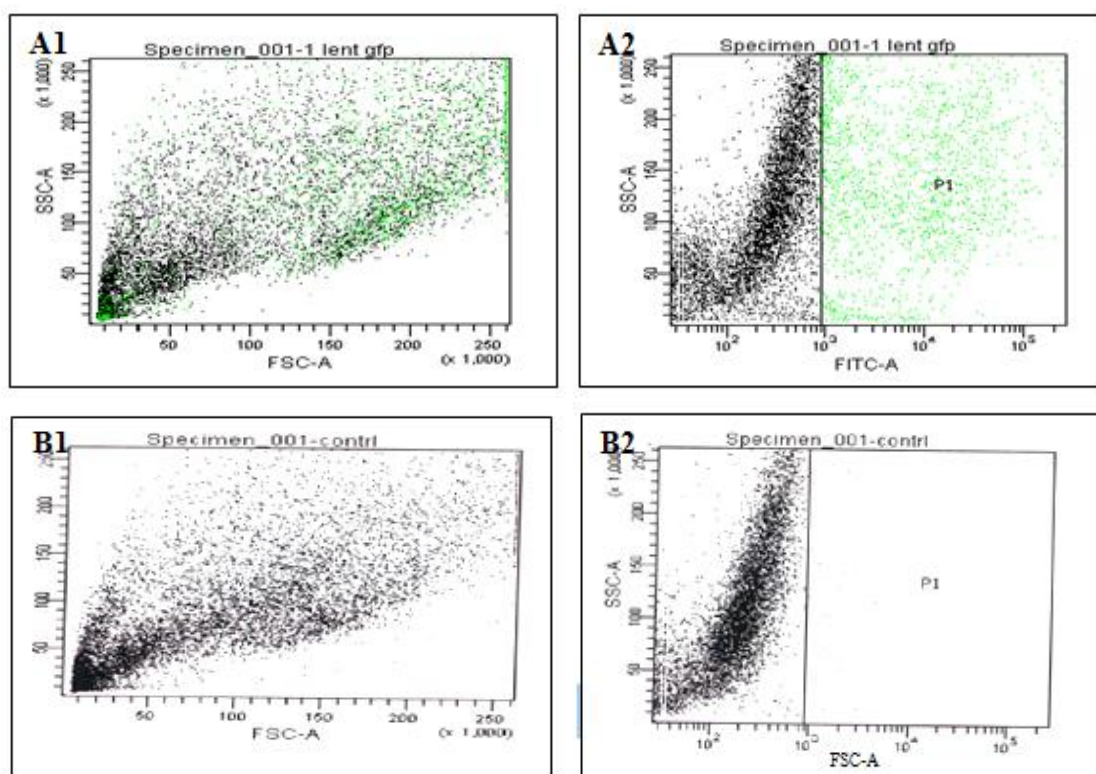 A1
Specimen_001-1 lent gfp
(x 1,000)
250
200
150
100
50
SSC-A
50 100 150 200 250
FSC-A
(x 1,000)
A2
Specimen_001-1 lent gfp
(x 1,000)
250
200
150
100
50
SSC-A
P1
10² 10³ 10⁴ 10⁵
FITC-A
B1
Specimen_001-contrl
(x 1,000)
250
200
150
100
50
SSC-A
50 100 150 200 250
FSC-A
(x 1,000)
B2
Specimen_001-contrl
(x 1,000)
250
200
150
100
50
SSC-A
P1
10² 10³ 10⁴ 10⁵
FSC-A